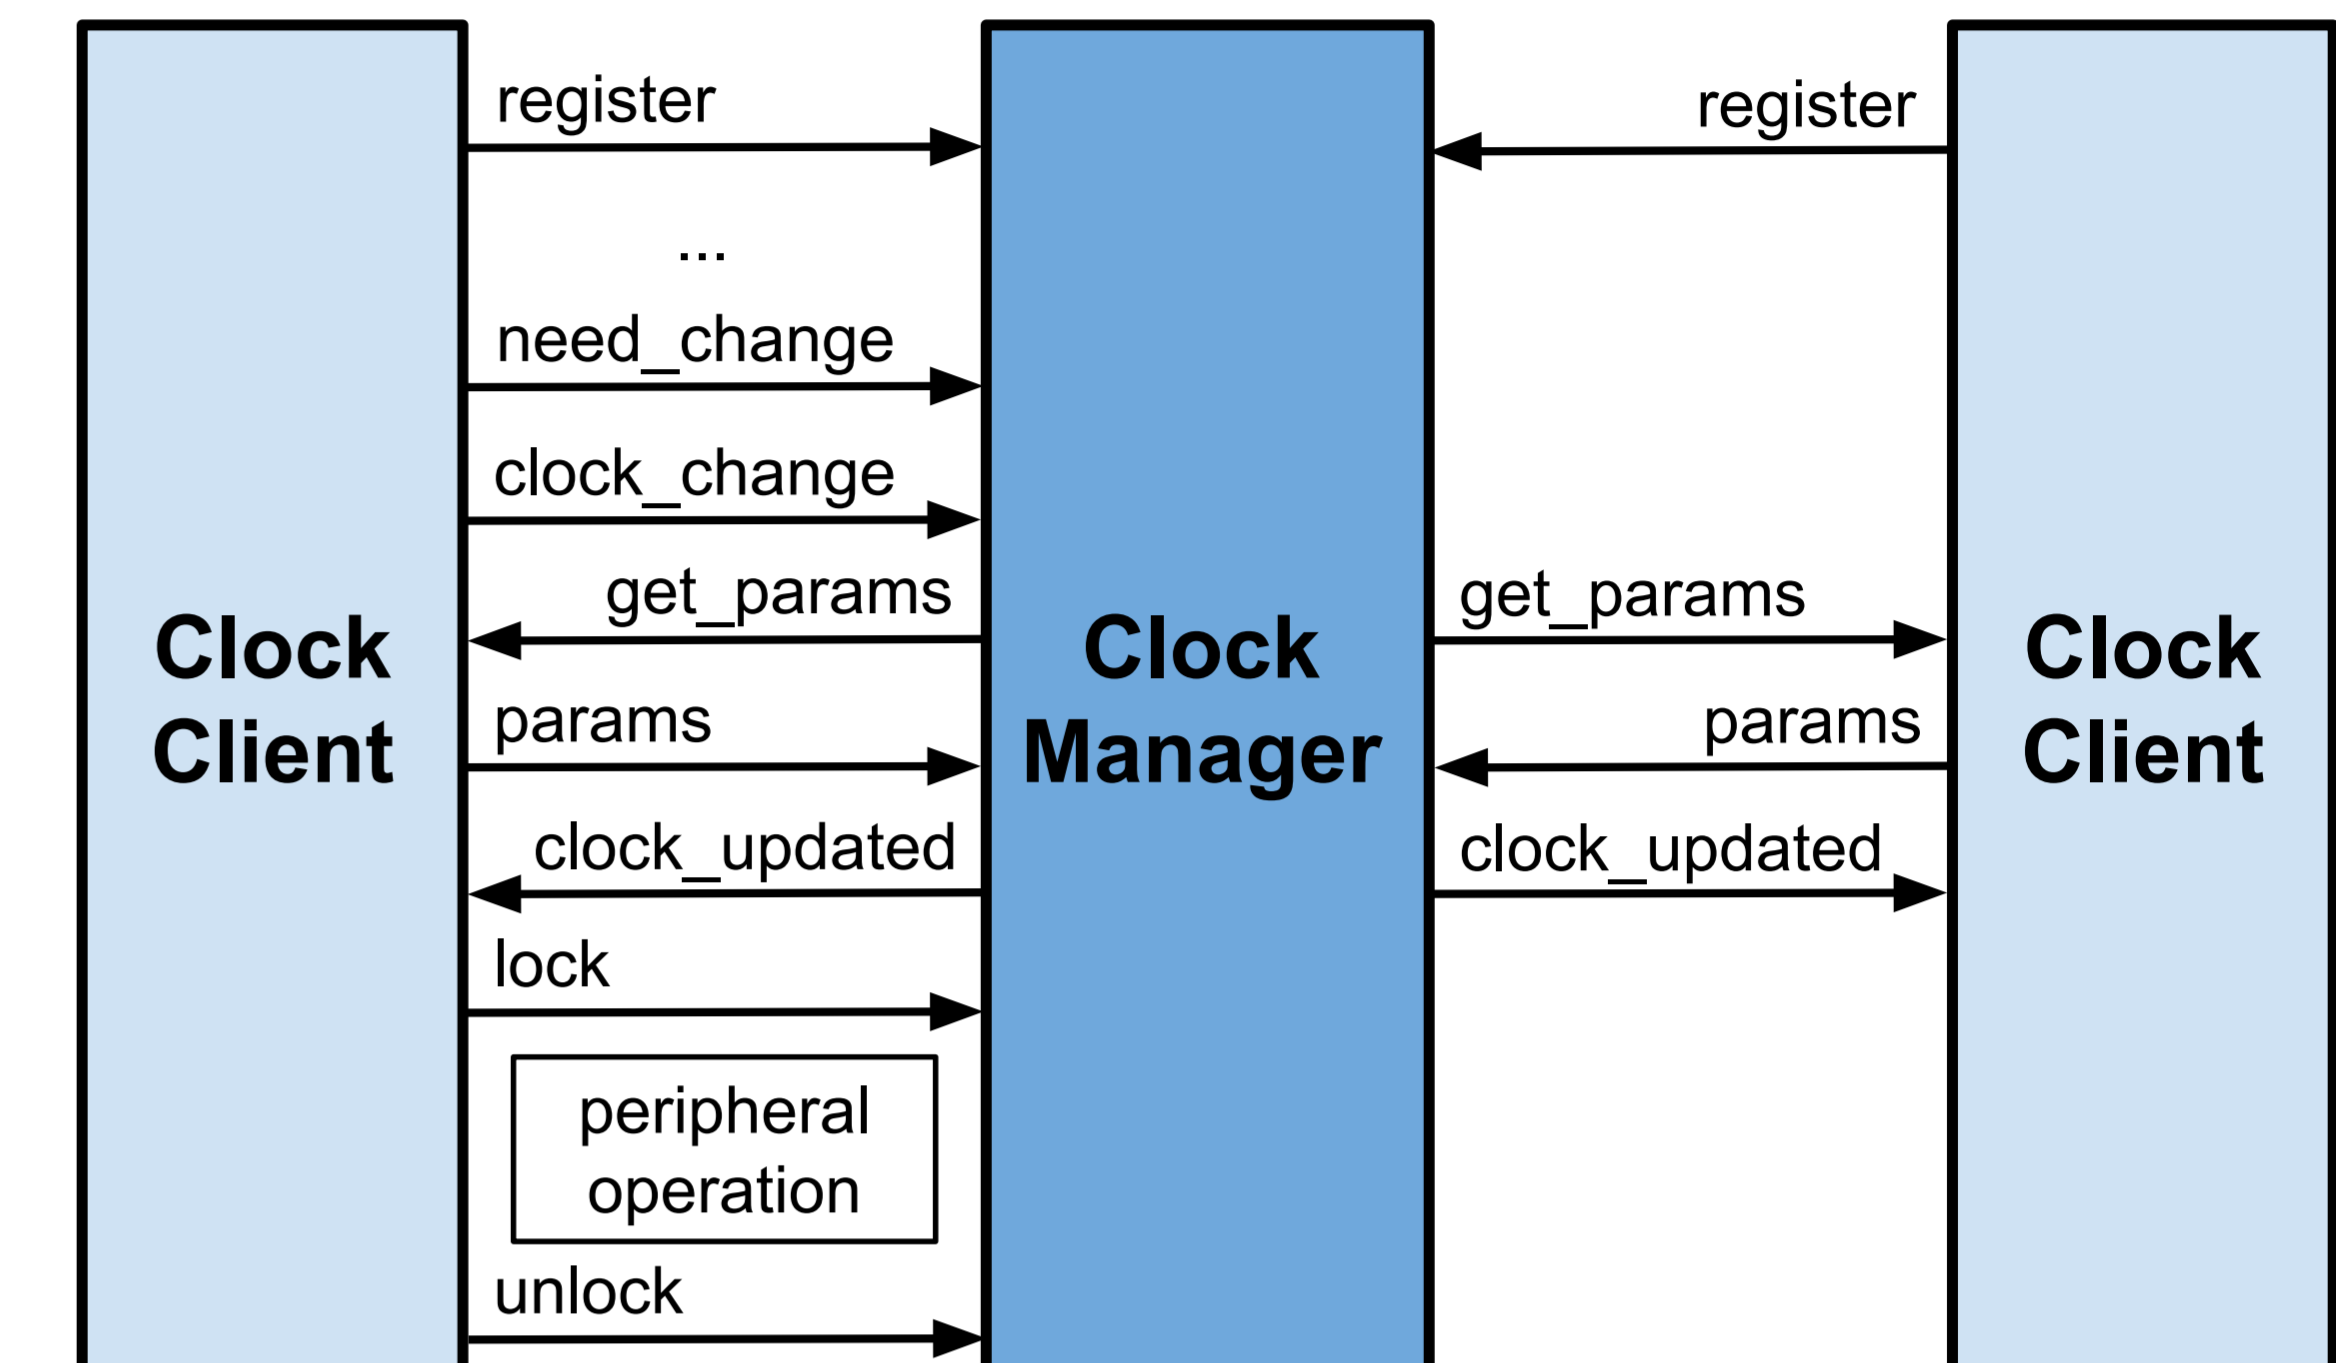 register
register
...
need_change
clock_change
get_params
get_params
Clock
Client
Clock
Manager
Clock
Client
params
params
clock_updated
clock_updated
lock
peripheral
operation
unlock